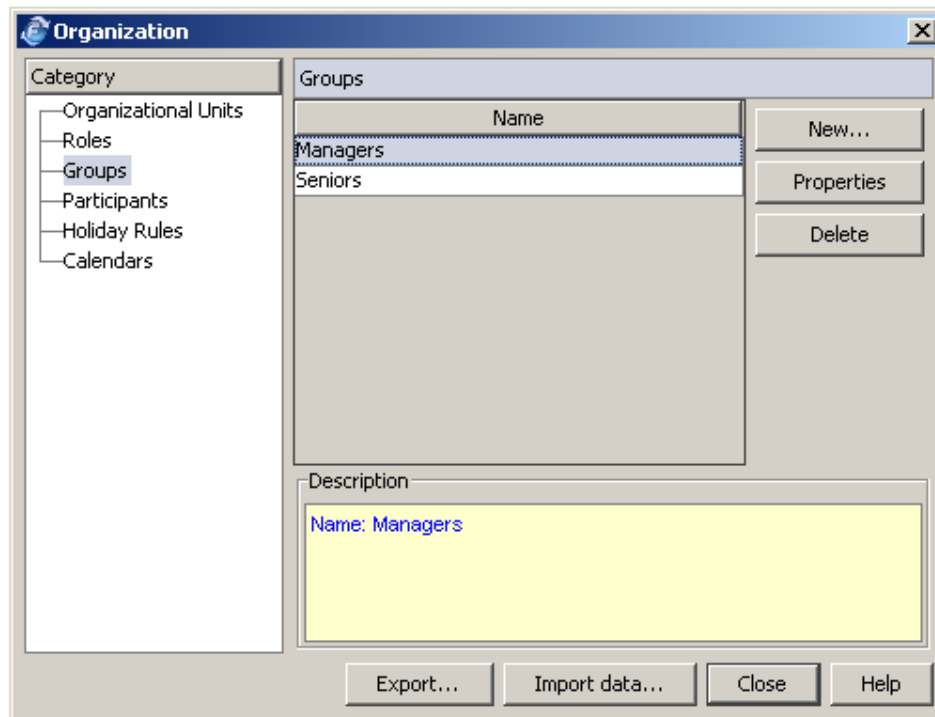 Organization
Category
Organizational Units
Roles
Groups
Participants
Holiday Rules
Calendars
Groups
Name
Managers
Seniors
New...
Properties
Delete
Description
Name: Managers
Export...
Import data...
Close
Help